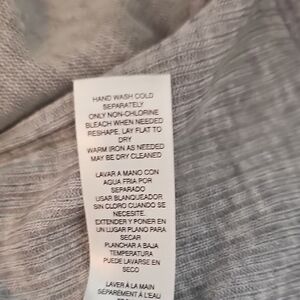 HAND WASH COLD
SEPARATELY
ONLY NON-CHLORINE
BLEACH WHEN NEEDED
RESHAPE, LAY FLAT TO
DRY
WARM IRON AS NEEDED
MAY BE DRY CLEANED
LAVAR A MANO CON
AGUA FRIA POR
SEPARADO
USAR BLANQUEADOR
SIN CLORO CUANDO SE
NECESITE.
EXTENDER Y PONER EN
UN LUGAR PLANO PARA
SECAR
PLANCHAR A BAJA
TEMPERATURA
PUEDE LAVARSE EN
SECO
LAVER À LA MAIN
SÉPARÉMENT À L'EAU